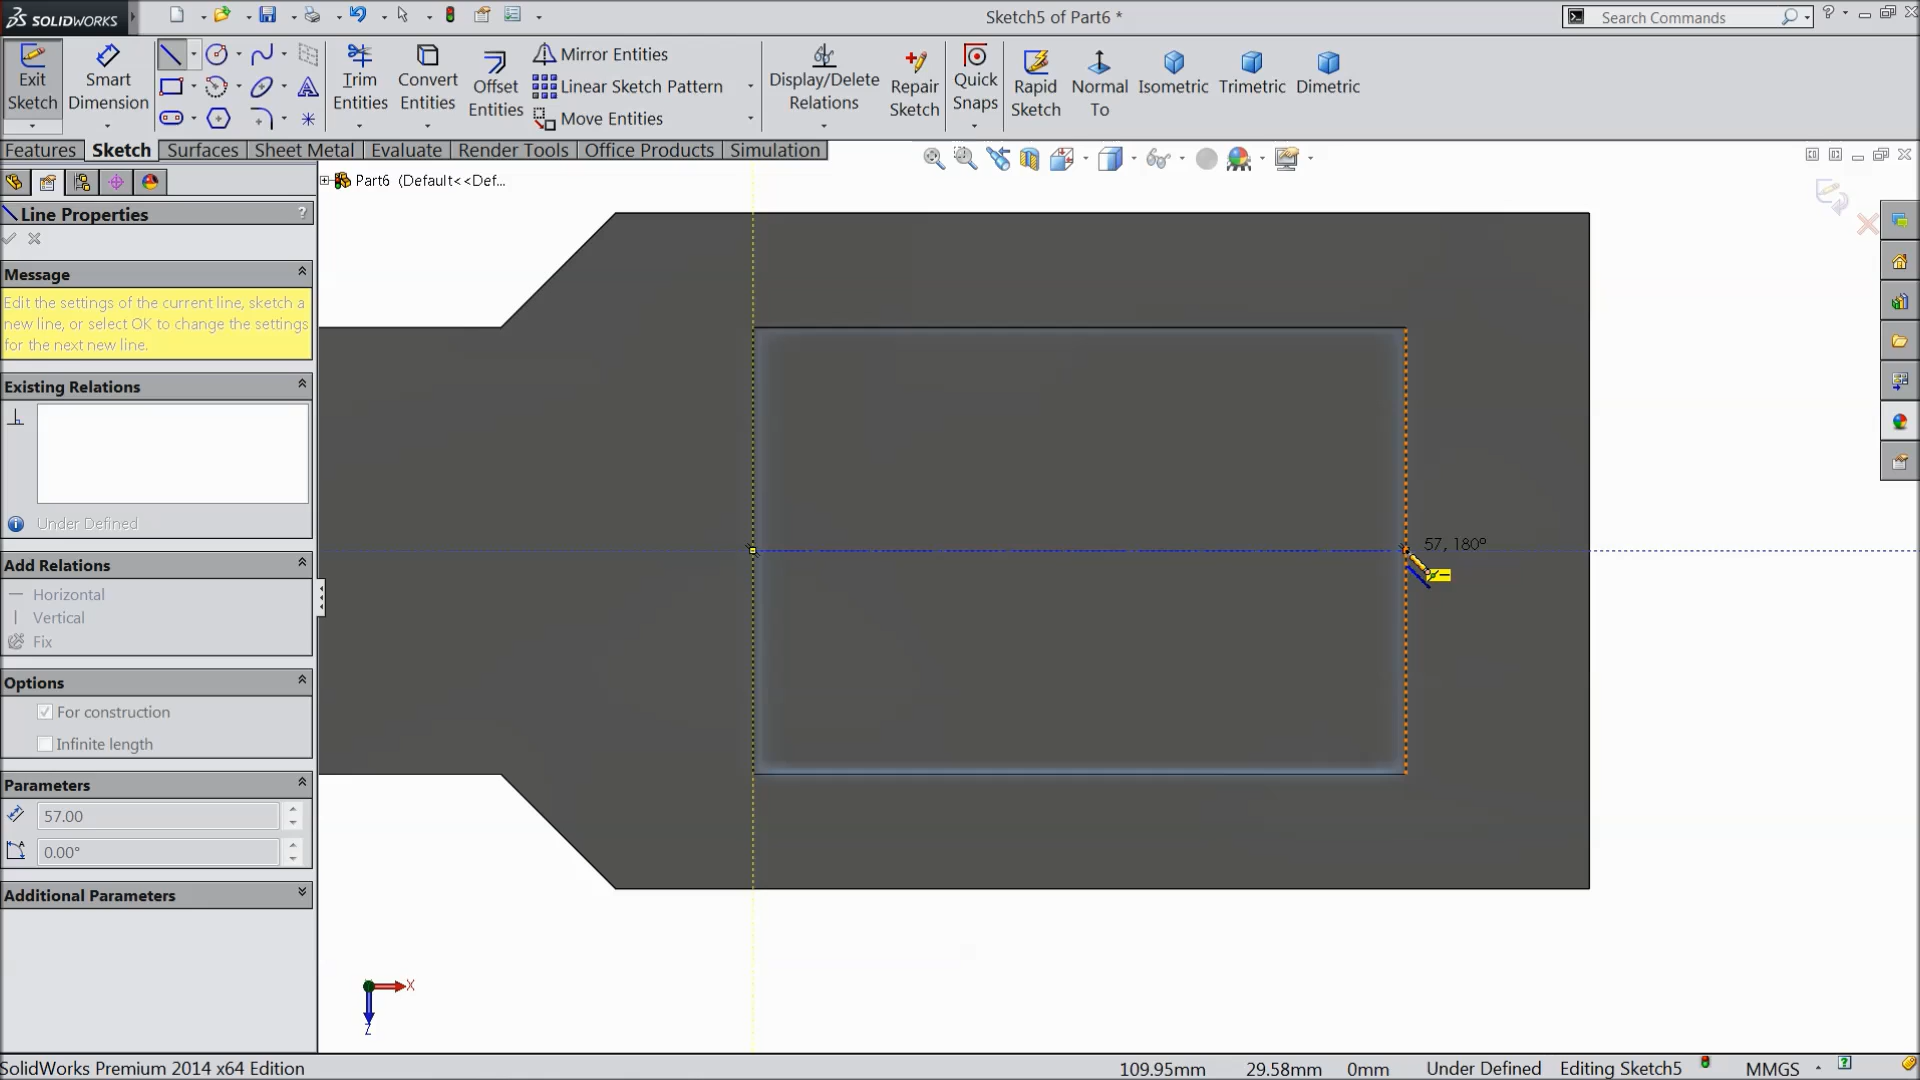 SOLIDWORKS
Sketch5 of Part6 *
Search Commands
?
Exit Sketch
Smart Dimension
Trim Entities
Convert Entities
Offset Entities
Mirror Entities
Linear Sketch Pattern
Move Entities
Display/Delete Relations
Repair Sketch
Quick Snaps
Rapid Sketch
Normal To
Isometric
Trimetric
Dimetric
Features
Sketch
Surfaces
Sheet Metal
Evaluate
Render Tools
Office Products
Simulation
Part6 (Default<<Def...
Line Properties
?
Message
Edit the settings of the current line, sketch a
new line, or select OK to change the settings
for the next new line.
Existing Relations
Under Defined
Add Relations
Horizontal
Vertical
Fix
Options
For construction
Infinite length
Parameters
57.00
0.00°
Additional Parameters
57, 180°
X
Z
SolidWorks Premium 2014 x64 Edition
109.95mm
29.58mm
0mm
Under Defined
Editing Sketch5
MMGS
?